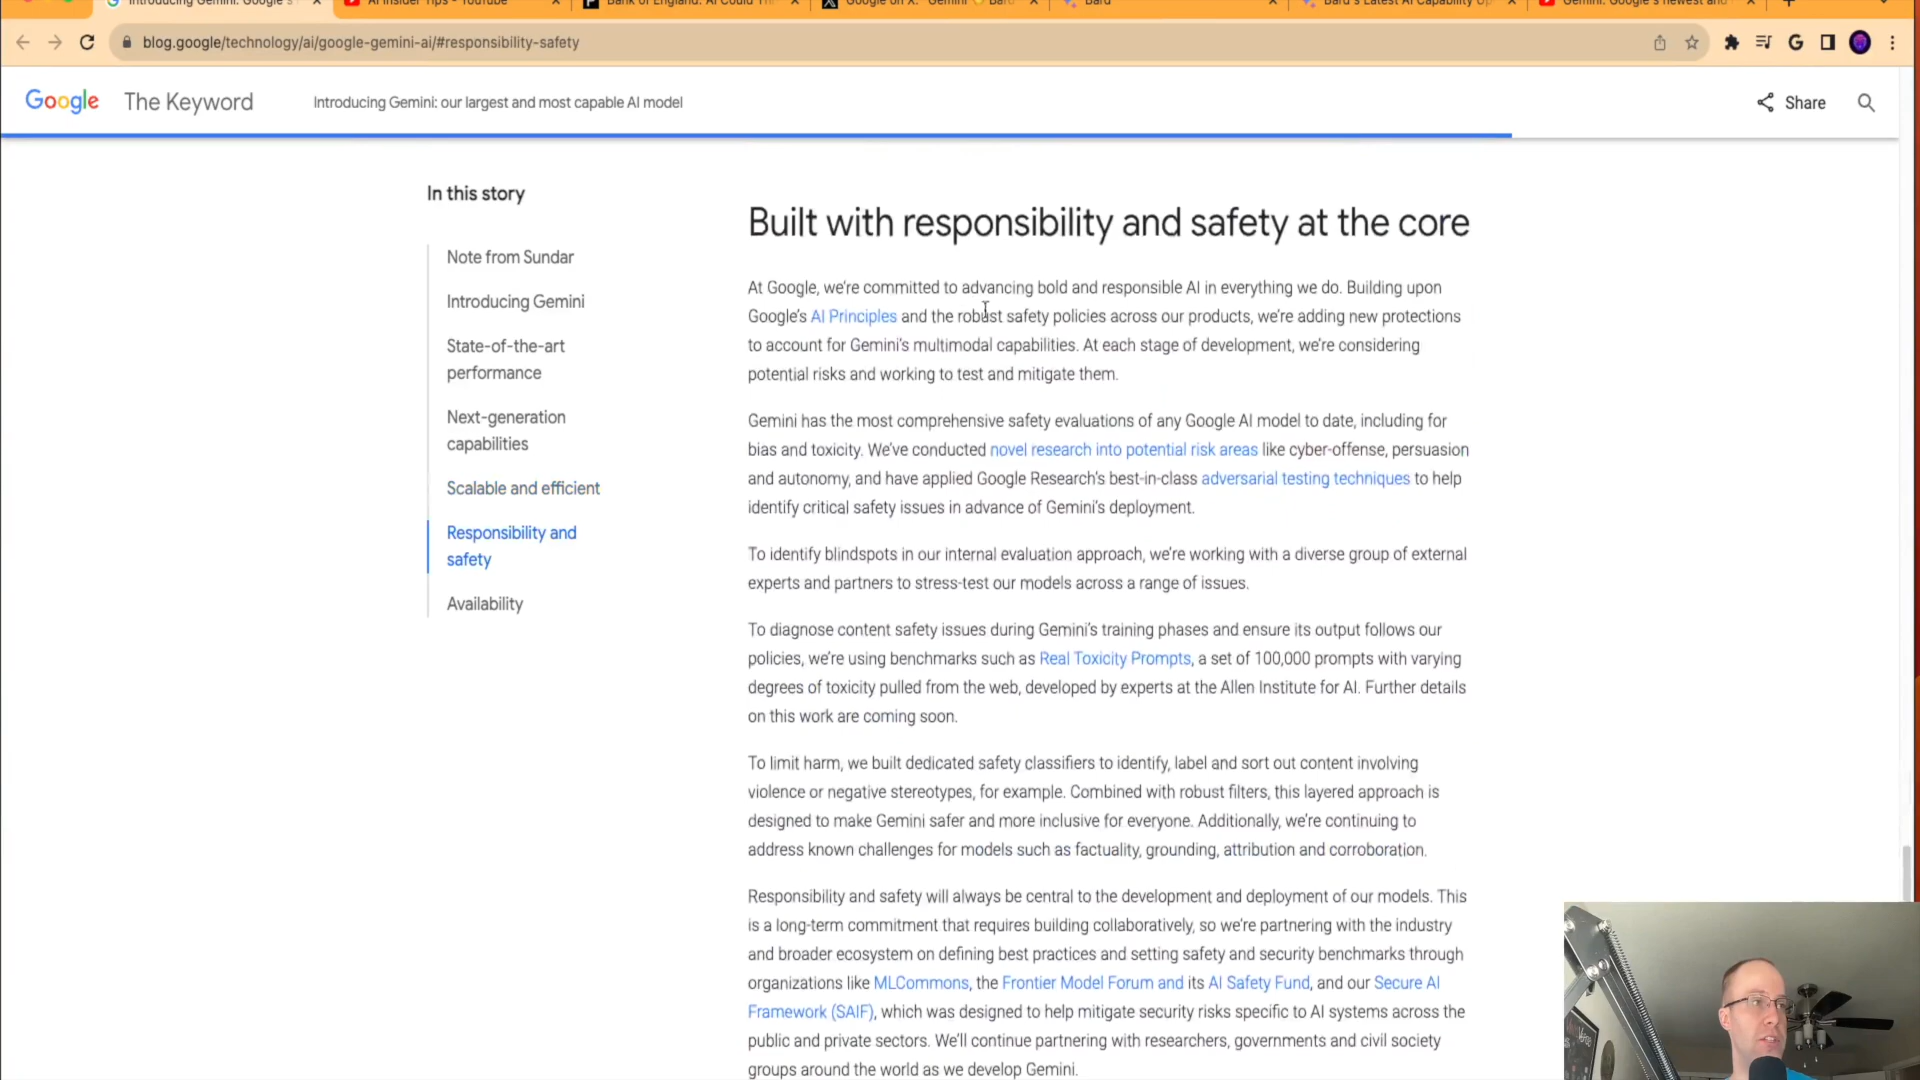 Introducing Gemini: Google's
AI Insider Tips - YouTube
Bank of England: AI Could
Google on X: "Gemini
Bard
Bard's Latest AI Capability
Gemini: Google's newest and
blog.google/technology/ai/google-gemini-ai/#responsibility-safety
Google The Keyword
Introducing Gemini: our largest and most capable AI model
Share
In this story
Note from Sundar
Introducing Gemini
State-of-the-art
performance
Next-generation
capabilities
Scalable and efficient
Responsibility and
safety
Availability
Built with responsibility and safety at the core
At Google, we're committed to advancing bold and responsible AI in everything we do. Building upon
Google's AI Principles and the robust safety policies across our products, we're adding new protections
to account for Gemini's multimodal capabilities. At each stage of development, we're considering
potential risks and working to test and mitigate them.
Gemini has the most comprehensive safety evaluations of any Google AI model to date, including for
bias and toxicity. We've conducted novel research into potential risk areas like cyber-offense, persuasion
and autonomy, and have applied Google Research's best-in-class adversarial testing techniques to help
identify critical safety issues in advance of Gemini's deployment.
To identify blindspots in our internal evaluation approach, we're working with a diverse group of external
experts and partners to stress-test our models across a range of issues.
To diagnose content safety issues during Gemini's training phases and ensure its output follows our
policies, we're using benchmarks such as Real Toxicity Prompts, a set of 100,000 prompts with varying
degrees of toxicity pulled from the web, developed by experts at the Allen Institute for AI. Further details
on this work are coming soon.
To limit harm, we built dedicated safety classifiers to identify, label and sort out content involving
violence or negative stereotypes, for example. Combined with robust filters, this layered approach is
designed to make Gemini safer and more inclusive for everyone. Additionally, we're continuing to
address known challenges for models such as factuality, grounding, attribution and corroboration.
Responsibility and safety will always be central to the development and deployment of our models. This
is a long-term commitment that requires building collaboratively, so we're partnering with the industry
and broader ecosystem on defining best practices and setting safety and security benchmarks through
organizations like MLCommons, the Frontier Model Forum and its AI Safety Fund, and our Secure AI
Framework (SAIF), which was designed to help mitigate security risks specific to AI systems across the
public and private sectors. We'll continue partnering with researchers, governments and civil society
groups around the world as we develop Gemini.